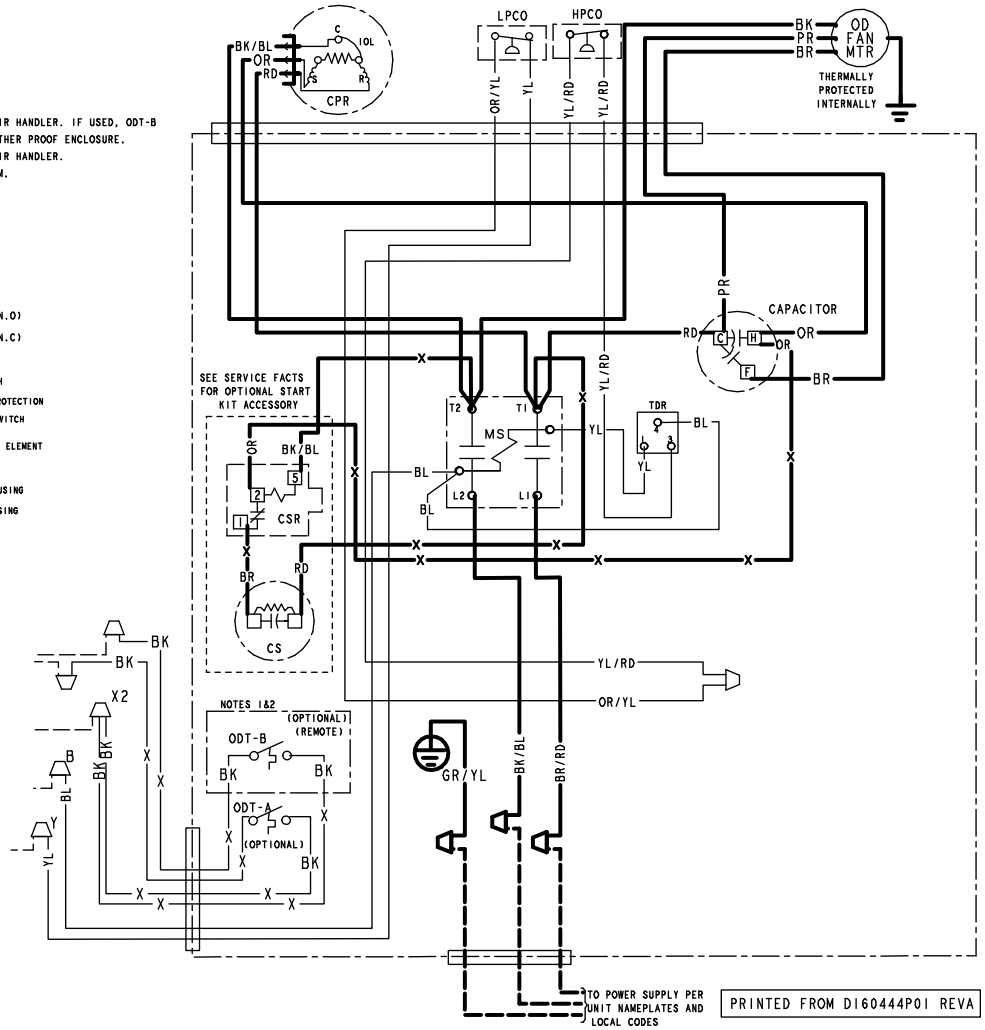 LPCO
HPCO
C
IOL
BK/BL
OR
RD
S
R
CPR
BK
PR
BR
OD
FAN
MTR
THERMALLY
PROTECTED
INTERNALLY
OR/YL
YL
YL/RD
YL/RD
IR HANDLER. IF USED, ODT-B
THER PROOF ENCLOSURE.
IR HANDLER.
M.
N.O)
N.C)
H
ROTECTION
WITCH
ELEMENT
USING
SING
PR
CAPACITOR
RD
C
H
OR
OR
F
BR
YL/RD
X
X
SEE SERVICE FACTS
FOR OPTIONAL START
KIT ACCESSORY
T2
T1
MS
YL
TDR
4
1
3
BL
YL
OR
BK/BL
X
X
BL
BL
L2
L1
5
2
1
CSR
X
X
X
X
X
X
BR
RD
CS
BK
BK
X2
BK
BK
B
BL
Y
YL
X
X
YL/RD
OR/YL
NOTES 1&2
(OPTIONAL)
(REMOTE)
ODT-B
BK
BK
ODT-A
(OPTIONAL)
BK
X
X
X
X
X
X
X
GR/YL
BK/BL
BR/RD
TO POWER SUPPLY PER
UNIT NAMEPLATES AND
LOCAL CODES
PRINTED FROM D160444P01 REVA